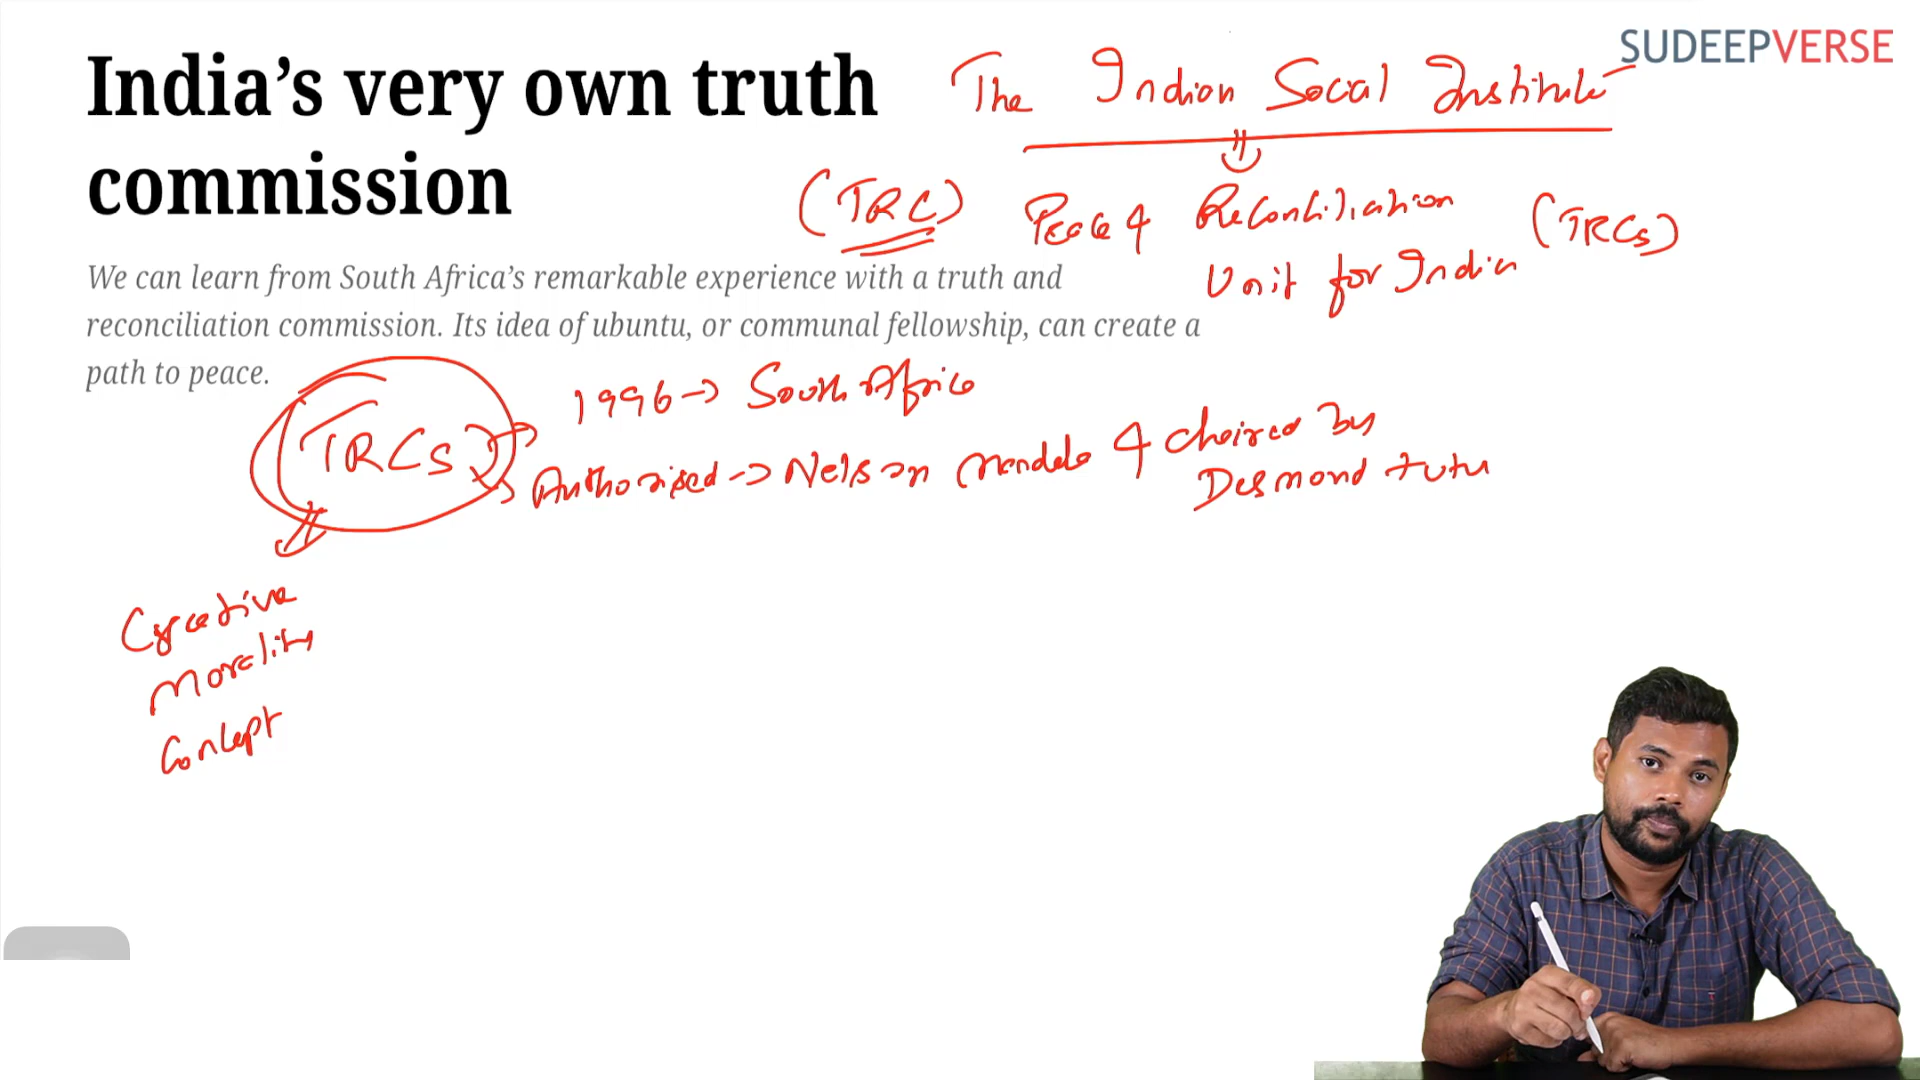 SUDEEPVERSE
India's very own truth
commission
The Indian Social Institute
(TRC) Peace & Reconciliation (TRCs)
Unit for India
We can learn from South Africa's remarkable experience with a truth and
reconciliation commission. Its idea of ubuntu, or communal fellowship, can create a
path to peace.
(TRCs) → 1996 → South Africa
Authorised → Nelson Mandela & chaired by
Desmond tutu
Creative
Morality
Concept